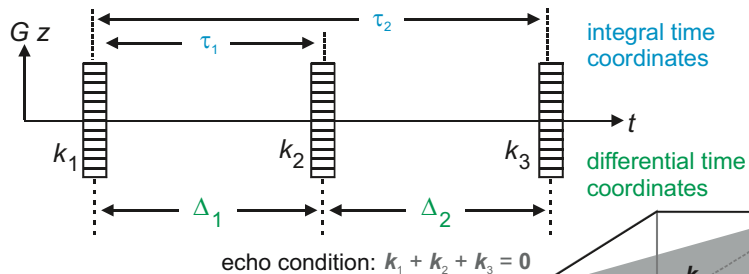 G z
τ₂
τ₁
integral time
coordinates
t
k₁
k₂
k₃
differential time
coordinates
Δ₁
Δ₂
echo condition: k₁ + k₂ + k₃ = 0
k